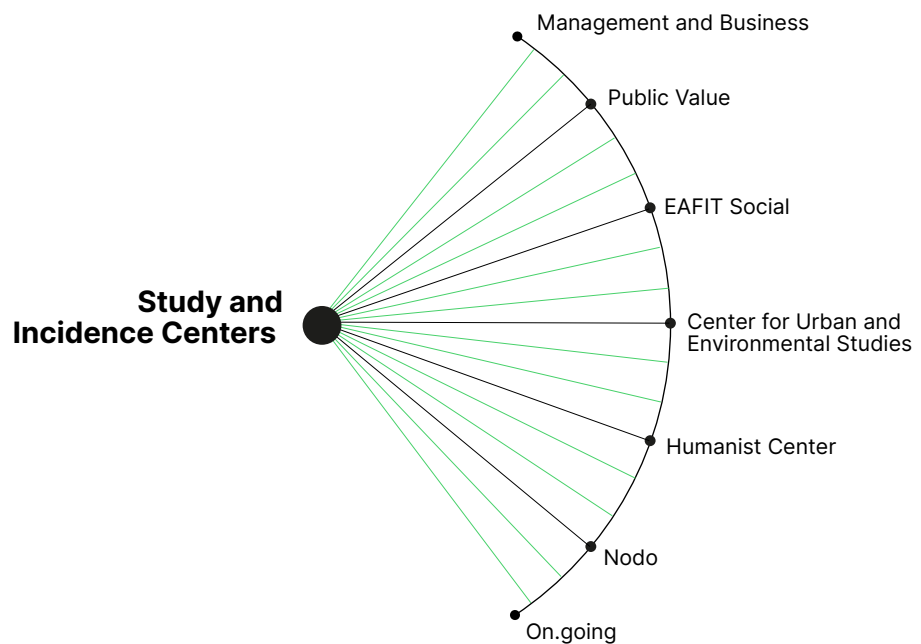 Management and Business
Public Value
EAFIT Social
Study and
Incidence Centers
Center for Urban and
Environmental Studies
Humanist Center
Nodo
On.going